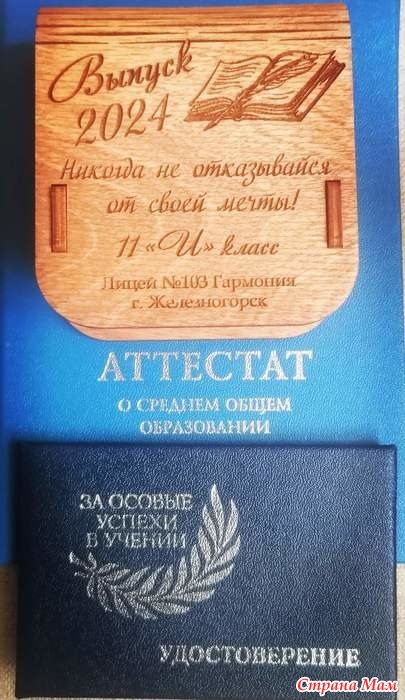 Выпуск
2024
Никогда не отказывайся
от своей мечты!
11 «И» класс
Лицей №103 Гармония
г. Железногорск
АТТЕСТАТ
О СРЕДНЕМ ОБЩЕМ
ОБРАЗОВАНИИ
ЗА ОСОБЫЕ
УСПЕХИ
В УЧЕНИИ
УДОСТОВЕРЕНИЕ
Страна Мам